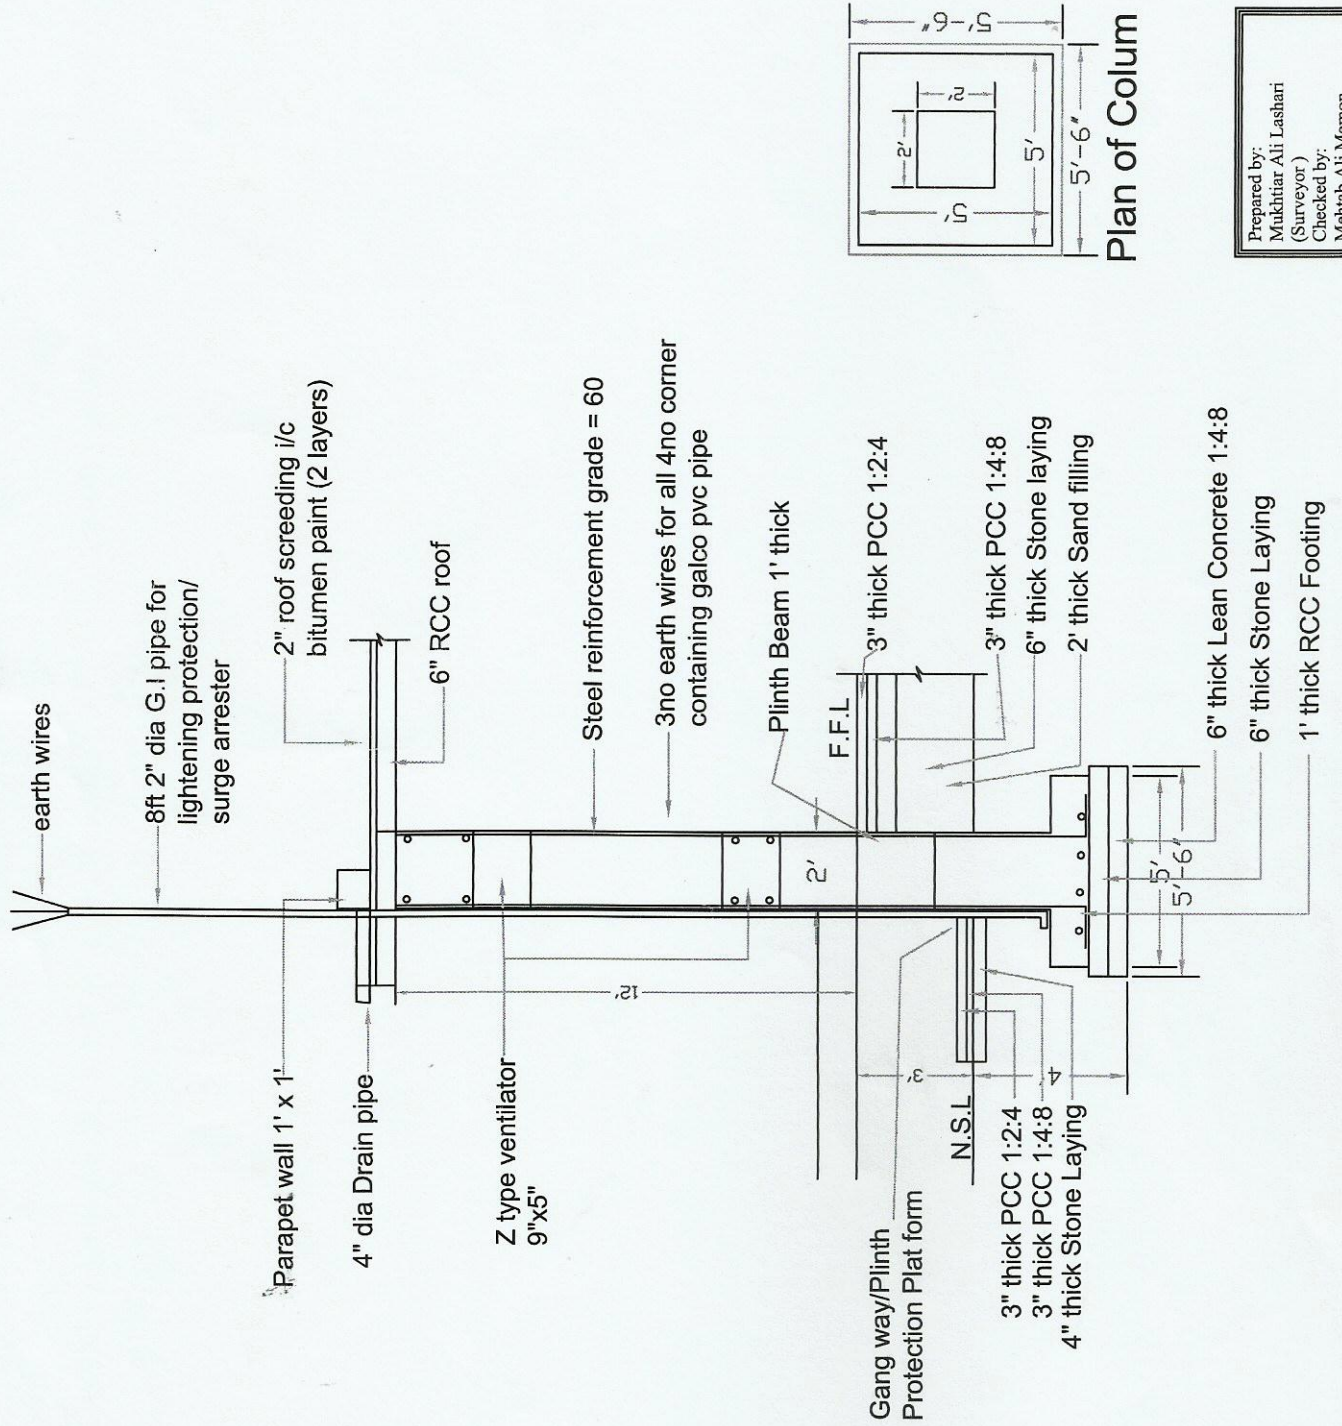 earth wires
8ft 2" dia G.I pipe for
lightening protection/
surge arrester
2" roof screeding i/c
bitumen paint (2 layers)
6" RCC roof
Steel reinforcement grade = 60
3no earth wires for all 4no corner
containing galco pvc pipe
Plinth Beam 1' thick
F.F.L
3" thick PCC 1:2:4
3" thick PCC 1:4:8
6" thick Stone laying
2' thick Sand filling
6" thick Lean Concrete 1:4:8
6" thick Stone Laying
1' thick RCC Footing
Parapet wall 1' x 1'
4" dia Drain pipe
Z type ventilator
9"x5"
12'
2'
3'
4'
5'
5'-6"
N.S.L
Gang way/Plinth
Protection Plat form
3" thick PCC 1:2:4
3" thick PCC 1:4:8
4" thick Stone Laying
5'-6"
2'
2'
5'
5'
5'-6"
Plan of Colum
Prepared by:
Mukhtiar Ali Lashari
(Surveyor )
Checked by: